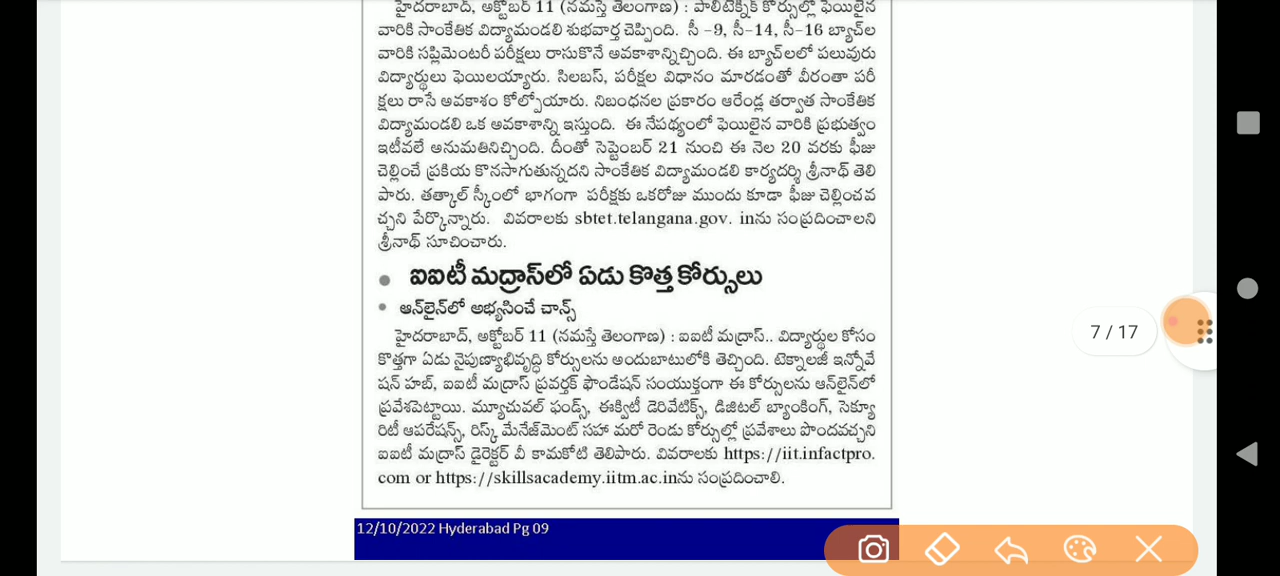 హైదరాబాద్, అక్టోబర్ 11 (నమస్తే తెలంగాణ) : పాలిటెక్నిక్ కోర్సుల్లో ఫెయిలైన
వారికి సాంకేతిక విద్యామండలి శుభవార్త చెప్పింది. సీ -9, సీ-14, సీ-16 బ్యాచ్‌ల
వారికి సప్లిమెంటరీ పరీక్షలు రాసుకొనే అవకాశాన్నిచ్చింది. ఈ బ్యాచ్‌లలో పలువురు
విద్యార్థులు ఫెయిలయ్యారు. సిలబస్, పరీక్షల విధానం మారడంతో వీరంతా పరీ
క్షలు రాసే అవకాశం కోల్పోయారు. నిబంధనల ప్రకారం ఆరేండ్ల తర్వాత సాంకేతిక
విద్యామండలి ఒక అవకాశాన్ని ఇస్తుంది. ఈ నేపథ్యంలో ఫెయిలైన వారికి ప్రభుత్వం
ఇటీవలే అనుమతినిచ్చింది. దీంతో సెప్టెంబర్ 21 నుంచి ఈ నెల 20 వరకు ఫీజు
చెల్లించే ప్రకియ కొనసాగుతున్నదని సాంకేతిక విద్యామండలి కార్యదర్శి శ్రీనాథ్ తెలి
పారు. తత్కాల్ స్కీంలో భాగంగా పరీక్షకు ఒకరోజు ముందు కూడా ఫీజు చెల్లించవ
చ్చని పేర్కొన్నారు. వివరాలకు sbtet.telangana.gov. inను సంప్రదించాలని
శ్రీనాథ్ సూచించారు.
● ఐఐటీ మద్రాస్‌లో ఏడు కొత్త కోర్సులు
● ఆన్‌లైన్‌లో అభ్యసించే చాన్స్
హైదరాబాద్, అక్టోబర్ 11 (నమస్తే తెలంగాణ) : ఐఐటీ మద్రాస్.. విద్యార్థుల కోసం
కొత్తగా ఏడు నైపుణ్యాభివృద్ధి కోర్సులను అందుబాటులోకి తెచ్చింది. టెక్నాలజీ ఇన్నోవే
షన్ హబ్, ఐఐటీ మద్రాస్ ప్రవర్తక్ ఫౌండేషన్ సంయుక్తంగా ఈ కోర్సులను ఆన్‌లైన్‌లో
ప్రవేశపెట్టాయి. మ్యూచువల్ ఫండ్స్, ఈక్విటీ డెరివేటిక్స్, డిజిటల్ బ్యాంకింగ్, సెక్యూ
రిటీ ఆపరేషన్స్, రిస్క్ మేనేజ్‌మెంట్ సహా మరో రెండు కోర్సుల్లో ప్రవేశాలు పొందవచ్చని
ఐఐటీ మద్రాస్ డైరెక్టర్ వీ కామకోటి తెలిపారు. వివరాలకు https://iit.infactpro.
com or https://skillsacademy.iitm.ac.inను సంప్రదించాలి.
7 / 17
12/10/2022 Hyderabad Pg 09